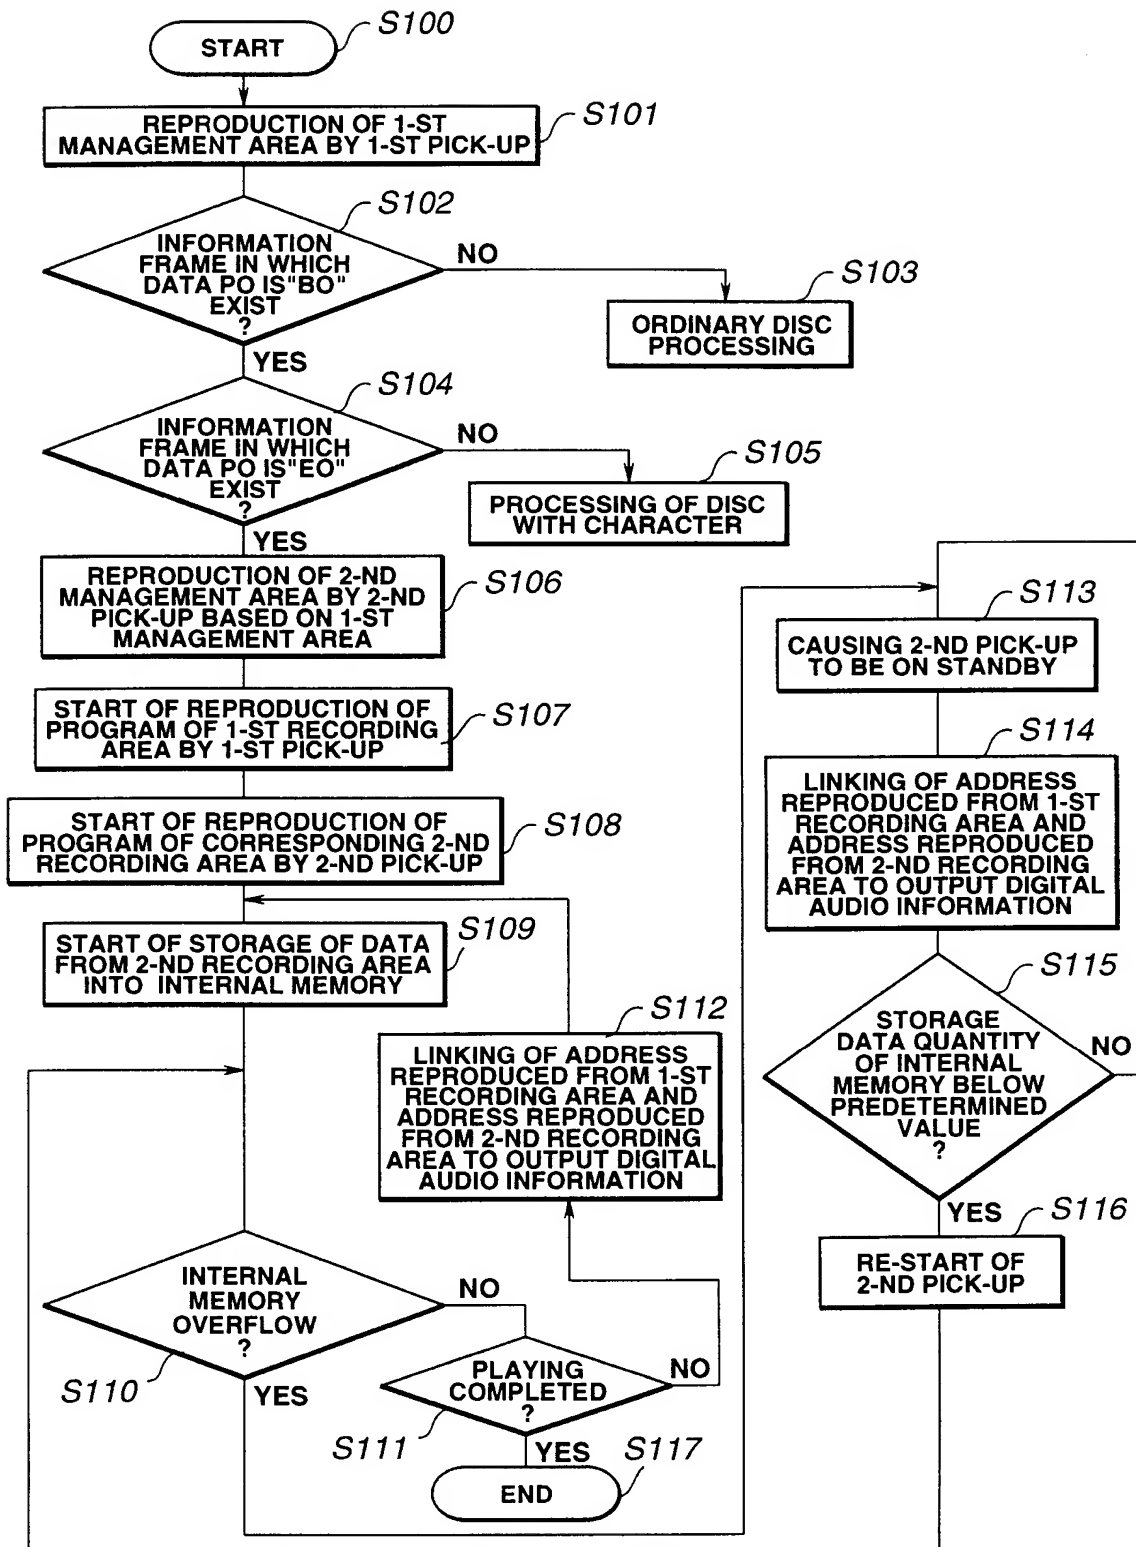 START
S100
REPRODUCTION OF 1-ST
MANAGEMENT AREA BY 1-ST PICK-UP
S101
INFORMATION
FRAME IN WHICH
DATA PO IS"BO"
EXIST
?
S102
NO
YES
ORDINARY DISC
PROCESSING
S103
INFORMATION
FRAME IN WHICH
DATA PO IS"EO"
EXIST
?
S104
NO
YES
PROCESSING OF DISC
WITH CHARACTER
S105
REPRODUCTION OF 2-ND
MANAGEMENT AREA BY 2-ND
PICK-UP BASED ON 1-ST
MANAGEMENT AREA
S106
START OF REPRODUCTION OF
PROGRAM OF 1-ST RECORDING
AREA BY 1-ST PICK-UP
S107
START OF REPRODUCTION OF
PROGRAM OF CORRESPONDING 2-ND
RECORDING AREA BY 2-ND PICK-UP
S108
START OF STORAGE OF DATA
FROM 2-ND RECORDING AREA
INTO INTERNAL MEMORY
S109
INTERNAL
MEMORY
OVERFLOW
?
S110
NO
YES
PLAYING
COMPLETED
?
S111
NO
YES
LINKING OF ADDRESS
REPRODUCED FROM 1-ST
RECORDING AREA AND
ADDRESS REPRODUCED
FROM 2-ND RECORDING
AREA TO OUTPUT DIGITAL
AUDIO INFORMATION
S112
END
S117
CAUSING 2-ND PICK-UP
TO BE ON STANDBY
S113
LINKING OF ADDRESS
REPRODUCED FROM 1-ST
RECORDING AREA AND
ADDRESS REPRODUCED
FROM 2-ND RECORDING
AREA TO OUTPUT DIGITAL
AUDIO INFORMATION
S114
STORAGE
DATA QUANTITY
OF INTERNAL
MEMORY BELOW
PREDETERMINED
VALUE
?
S115
NO
YES
RE-START OF
2-ND PICK-UP
S116